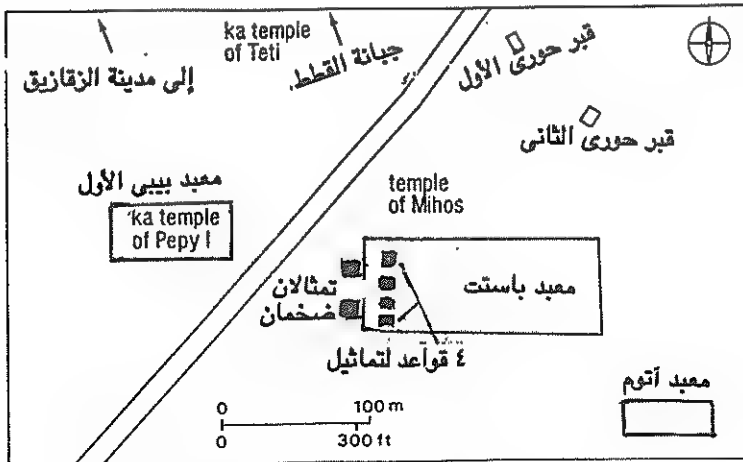 ka temple
of Teti
قبر حورى الأول
جبانة القطط
إلى مدينة الزقازيق
قبر حورى الثانى
معبد بيبى الأول
ka temple
of Pepy I
temple
of Mihos
تمثالان
ضخمان
معبد باستت
٤ قواعد لتماثيل
معبد آتوم
0 100 m
0 300 ft